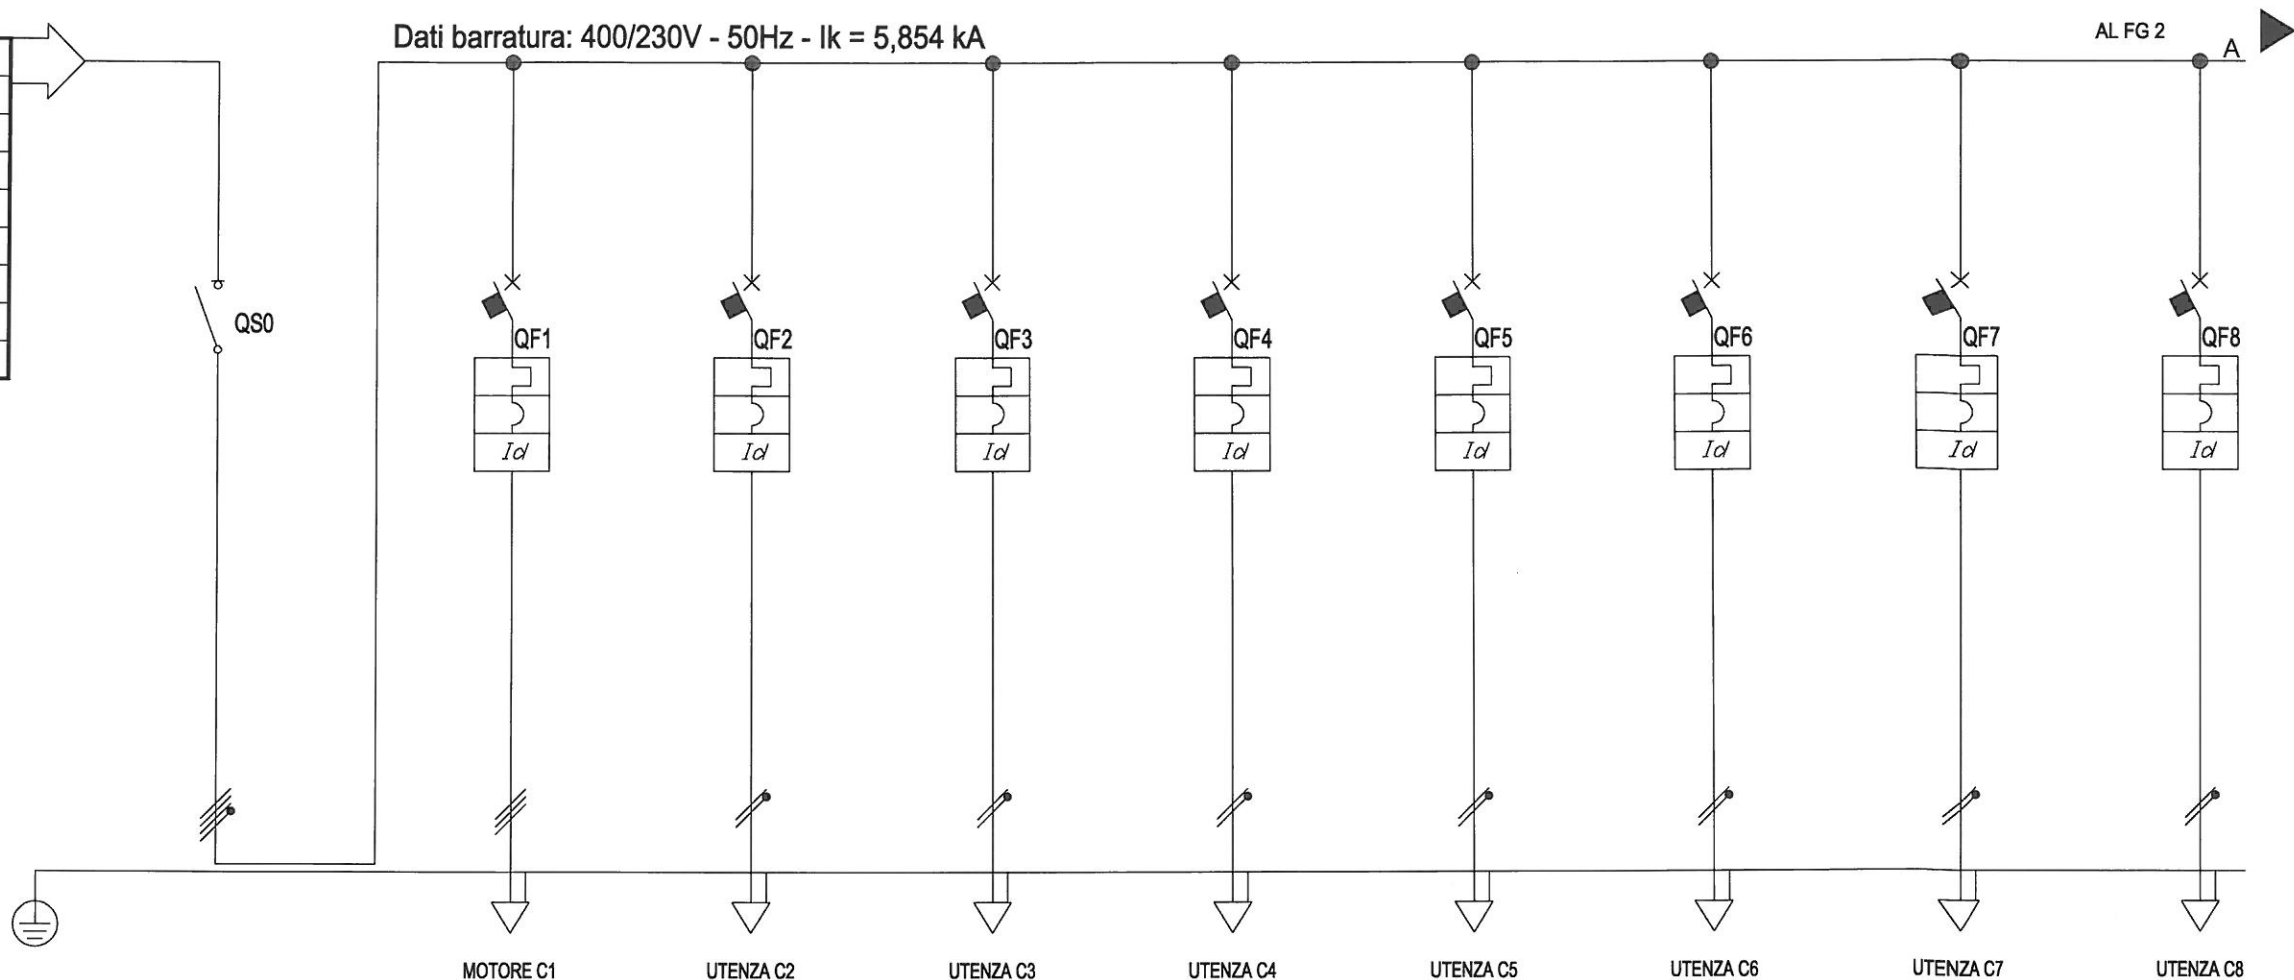 Dati barratura: 400/230V - 50Hz - Ik = 5,854 kA
AL FG 2
A
QS0
QF1 QF2 QF3 QF4 QF5 QF6 QF7 QF8
Id Id Id Id Id Id Id Id
MOTORE C1 UTENZA C2 UTENZA C3 UTENZA C4 UTENZA C5 UTENZA C6 UTENZA C7 UTENZA C8